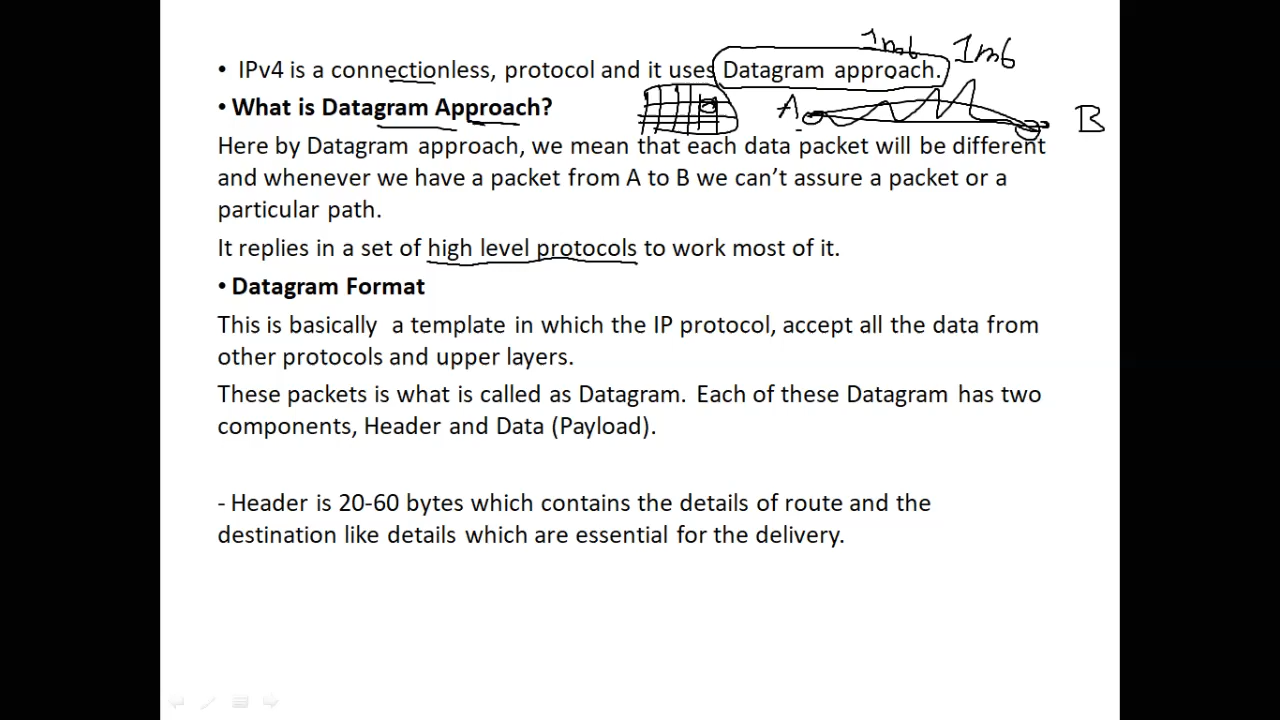 1mb 1mb
• IPv4 is a connectionless, protocol and it uses Datagram approach.
• What is Datagram Approach?
A B
Here by Datagram approach, we mean that each data packet will be different
and whenever we have a packet from A to B we can’t assure a packet or a
particular path.
It replies in a set of high level protocols to work most of it.
• Datagram Format
This is basically a template in which the IP protocol, accept all the data from
other protocols and upper layers.
These packets is what is called as Datagram. Each of these Datagram has two
components, Header and Data (Payload).
- Header is 20-60 bytes which contains the details of route and the
destination like details which are essential for the delivery.